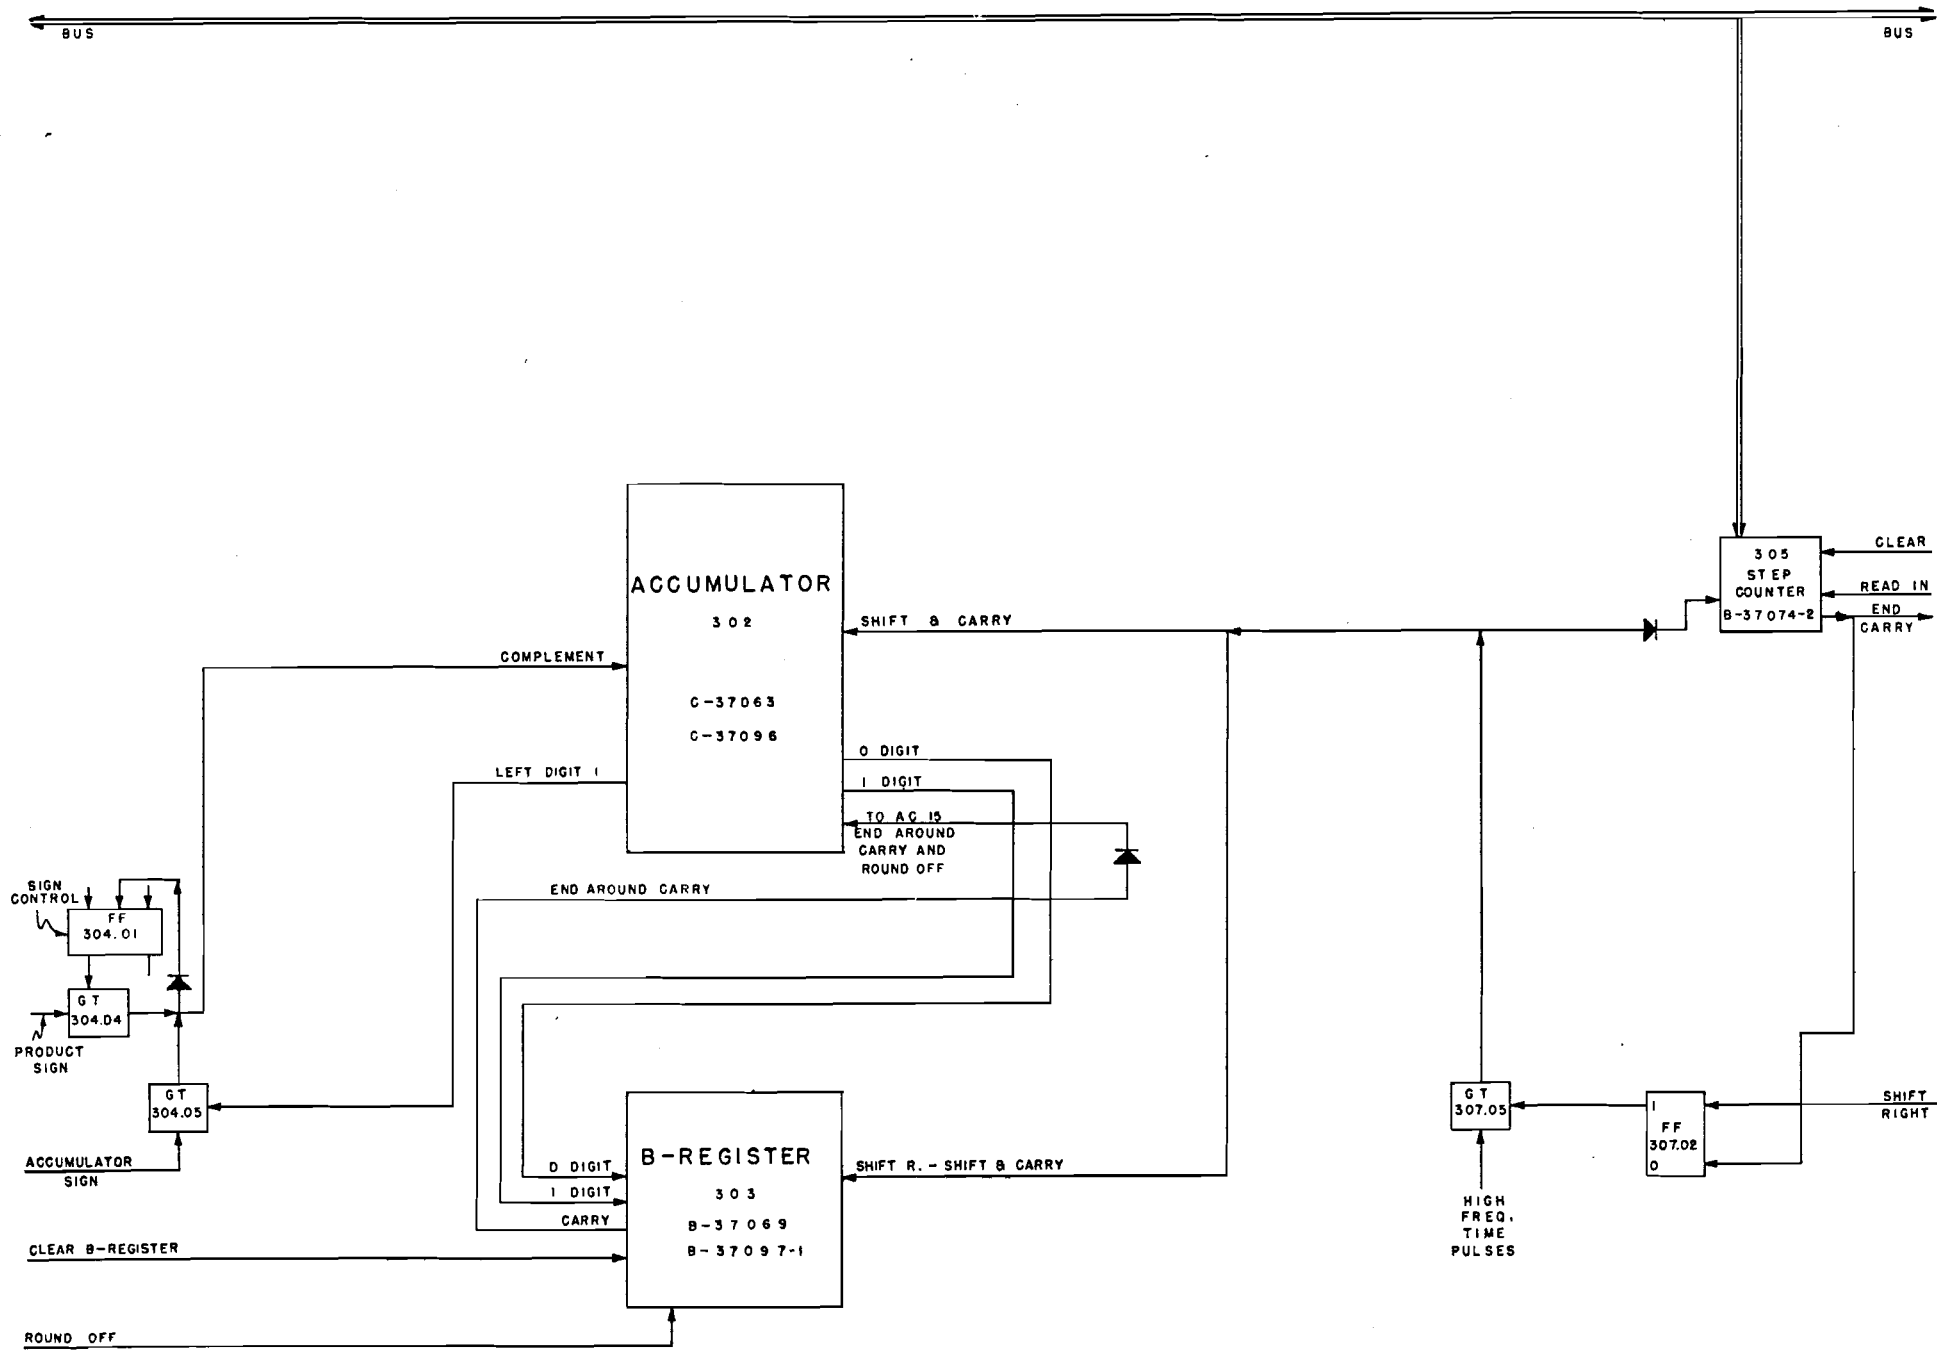 BUS
BUS
305
STEP
COUNTER
B-37074-2
CLEAR
READ IN
END
CARRY
ACCUMULATOR
302
C-37063
C-37096
SHIFT & CARRY
COMPLEMENT
O DIGIT
LEFT DIGIT 1
1 DIGIT
TO AC 15
END AROUND
CARRY AND
ROUND OFF
END AROUND CARRY
SIGN
CONTROL
FF
304.01
GT
304.04
PRODUCT
SIGN
GT
304.05
ACCUMULATOR
SIGN
GT
307.05
1
FF
307.02
0
SHIFT
RIGHT
HIGH
FREQ.
TIME
PULSES
B-REGISTER
303
B-37069
B-37097-1
O DIGIT
1 DIGIT
CARRY
SHIFT R. - SHIFT & CARRY
CLEAR B-REGISTER
ROUND OFF